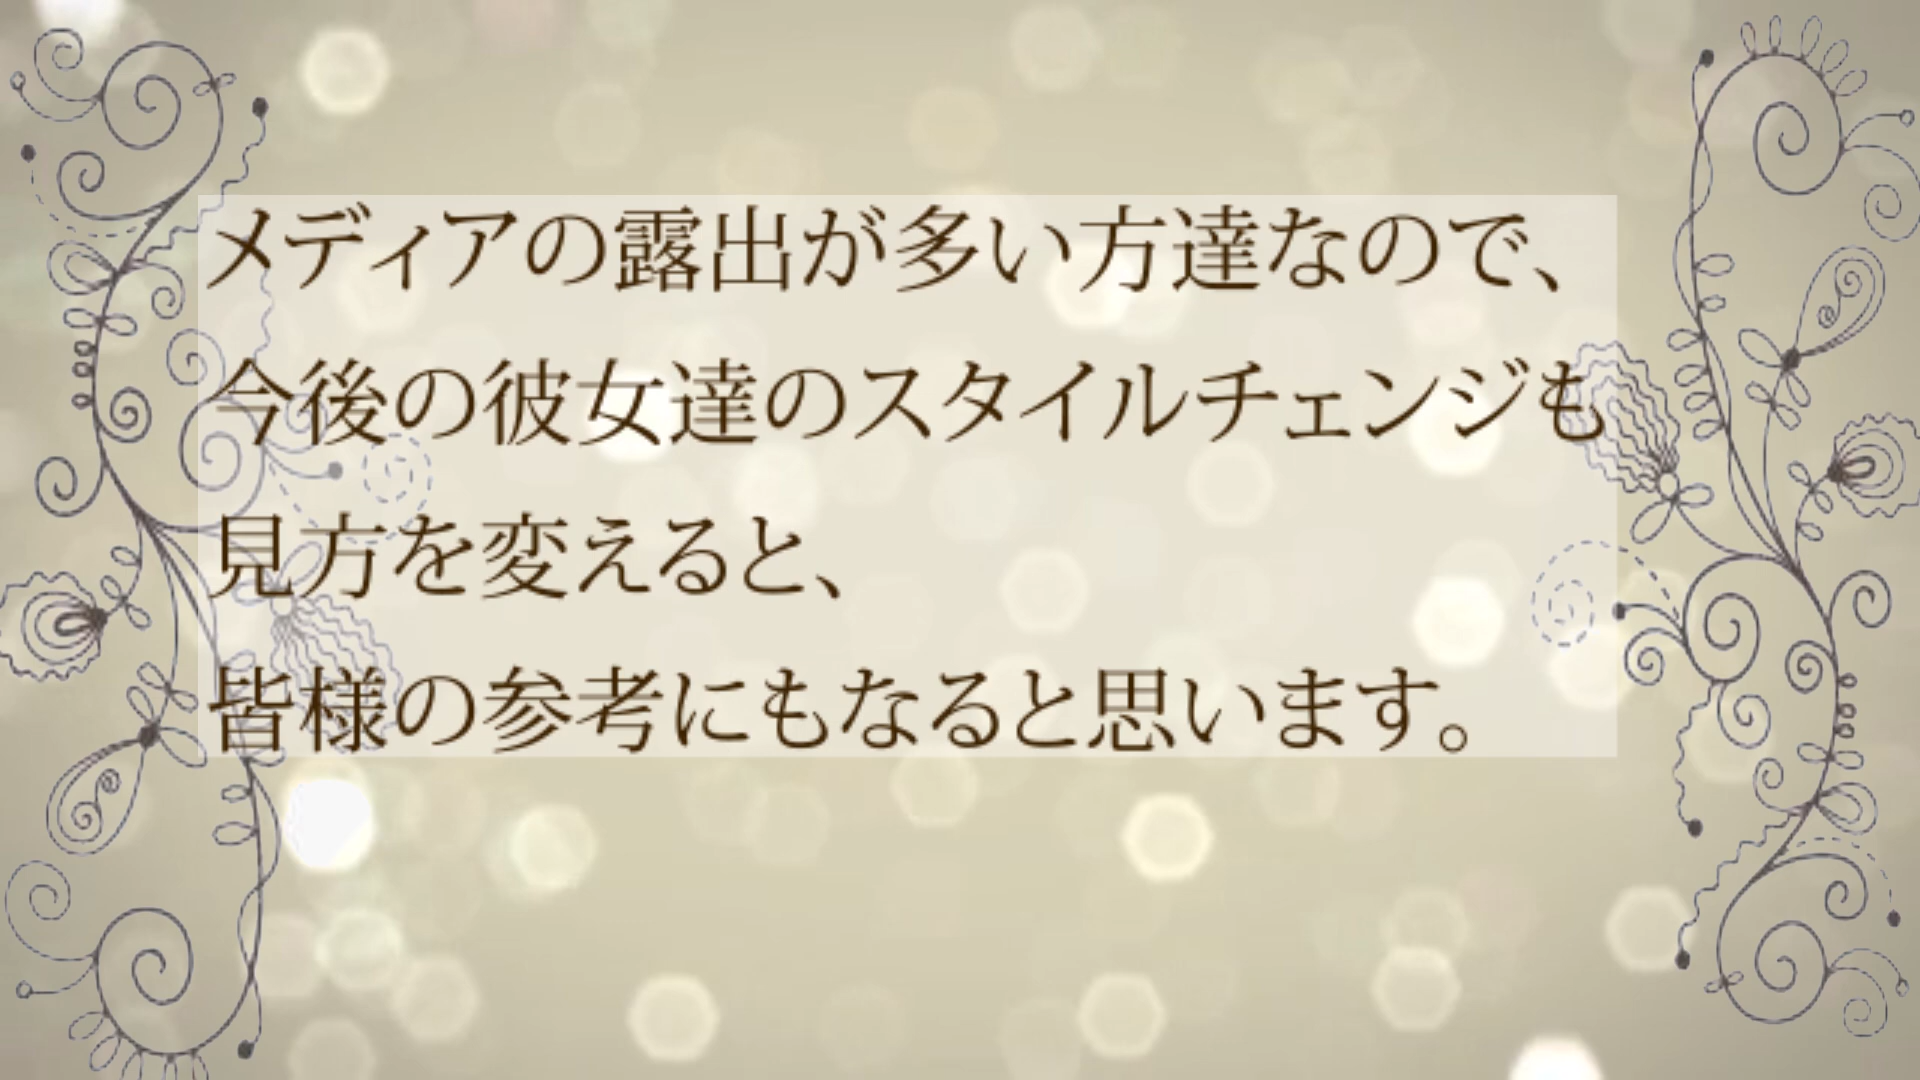 メディアの露出が多い方達なので、
今後の彼女達のスタイルチェンジも
見方を変えると、
皆様の参考にもなると思います。